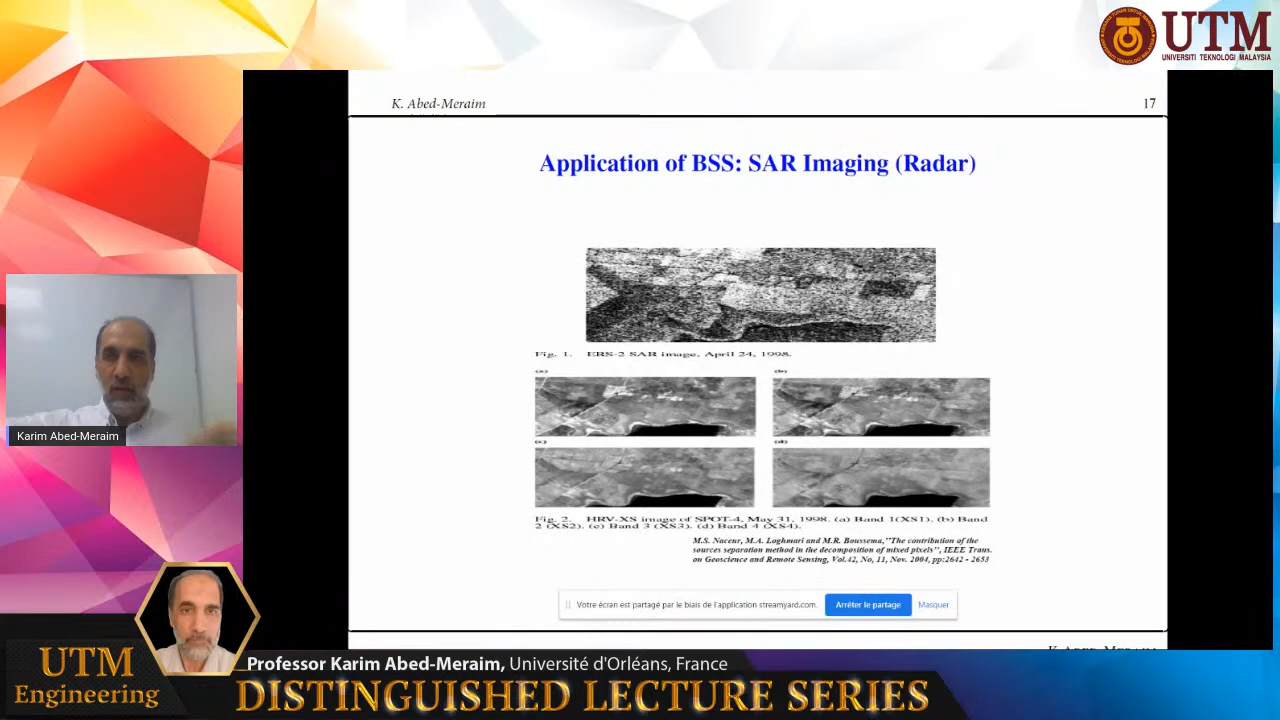 UTM
UNIVERSITI TEKNOLOGI MALAYSIA
K. Abed-Meraim
17
Application of BSS: SAR Imaging (Radar)
Fig. 1. ERS-2 SAR image, April 24, 1998.
(a)
(b)
(c)
(d)
Fig. 2. HRV-XS image of SPOT-4, May 31, 1998. (a) Band 1(XS1). (b) Band
2 (XS2). (c) Band 3 (XS3). (d) Band 4 (XS4).
M.S. Naceur, M.A. Loghmari and M.R. Boussema,"The contribution of the
sources separation method in the decomposition of mixed pixels", IEEE Trans.
on Geoscience and Remote Sensing, Vol.42, No, 11, Nov. 2004, pp:2642 - 2653
Votre écran est partagé par le biais de l'application streamyard.com.
Arrêter le partage
Masquer
K. Abed-Meraim
Karim Abed-Meraim
UTM
Engineering
Professor Karim Abed-Meraim, Université d'Orléans, France
DISTINGUISHED LECTURE SERIES